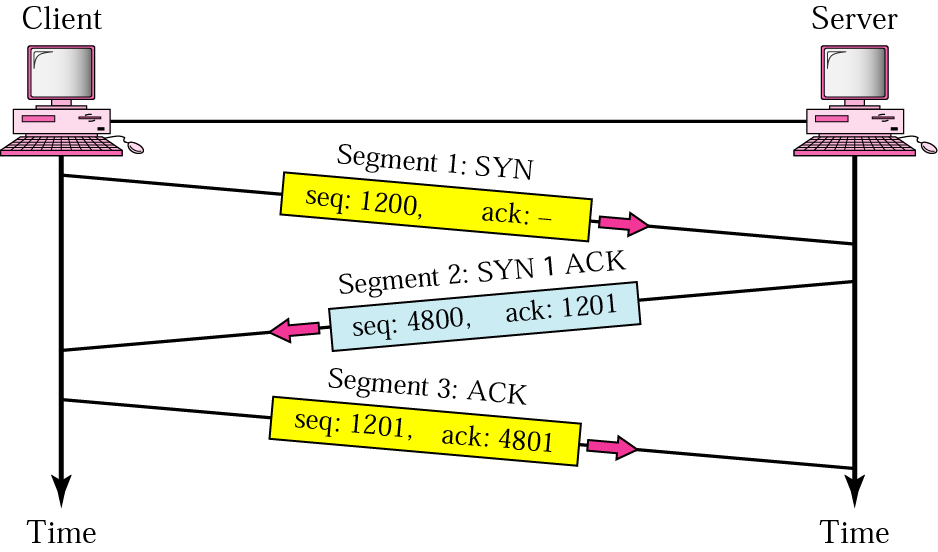 Client
Server
Segment 1: SYN
seq: 1200, ack: –
Segment 2: SYN 1 ACK
seq: 4800, ack: 1201
Segment 3: ACK
seq: 1201, ack: 4801
Time
Time